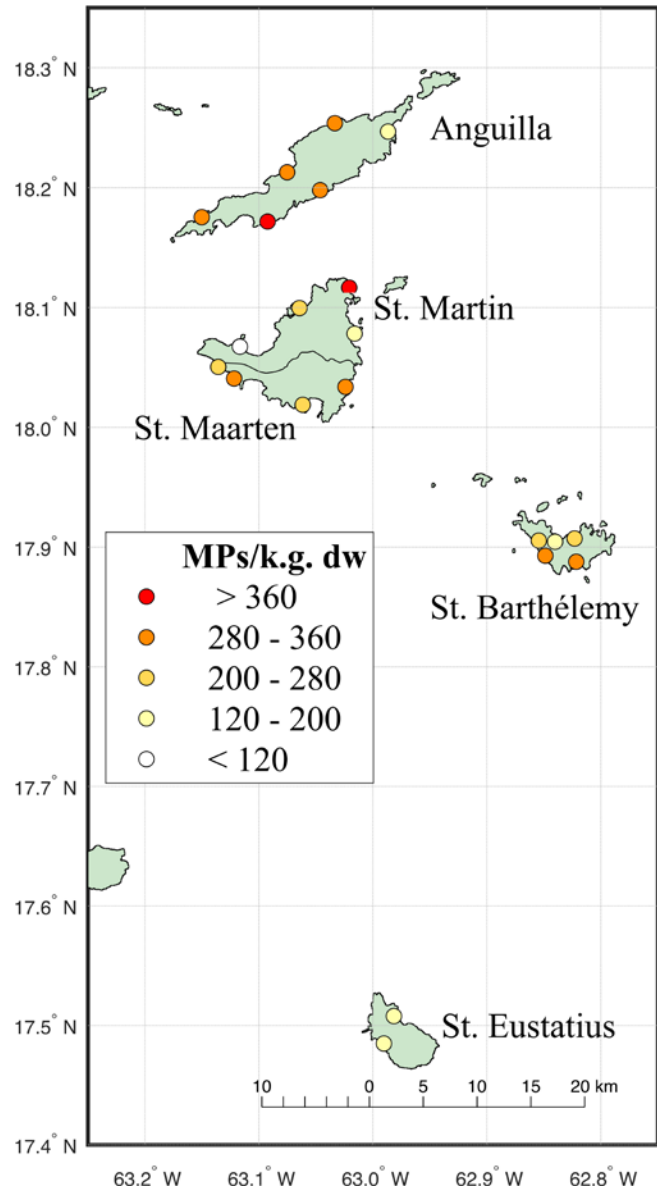 18.3° N
Anguilla
18.2° N
18.1° N
St. Martin
18.0° N
St. Maarten
17.9° N
MPs/k.g. dw
> 360
280 - 360
200 - 280
120 - 200
< 120
St. Barthélemy
17.8° N
17.7° N
17.6° N
17.5° N
St. Eustatius
10 0 5 10 15 20 km
17.4° N
63.2° W 63.1° W 63.0° W 62.9° W 62.8° W